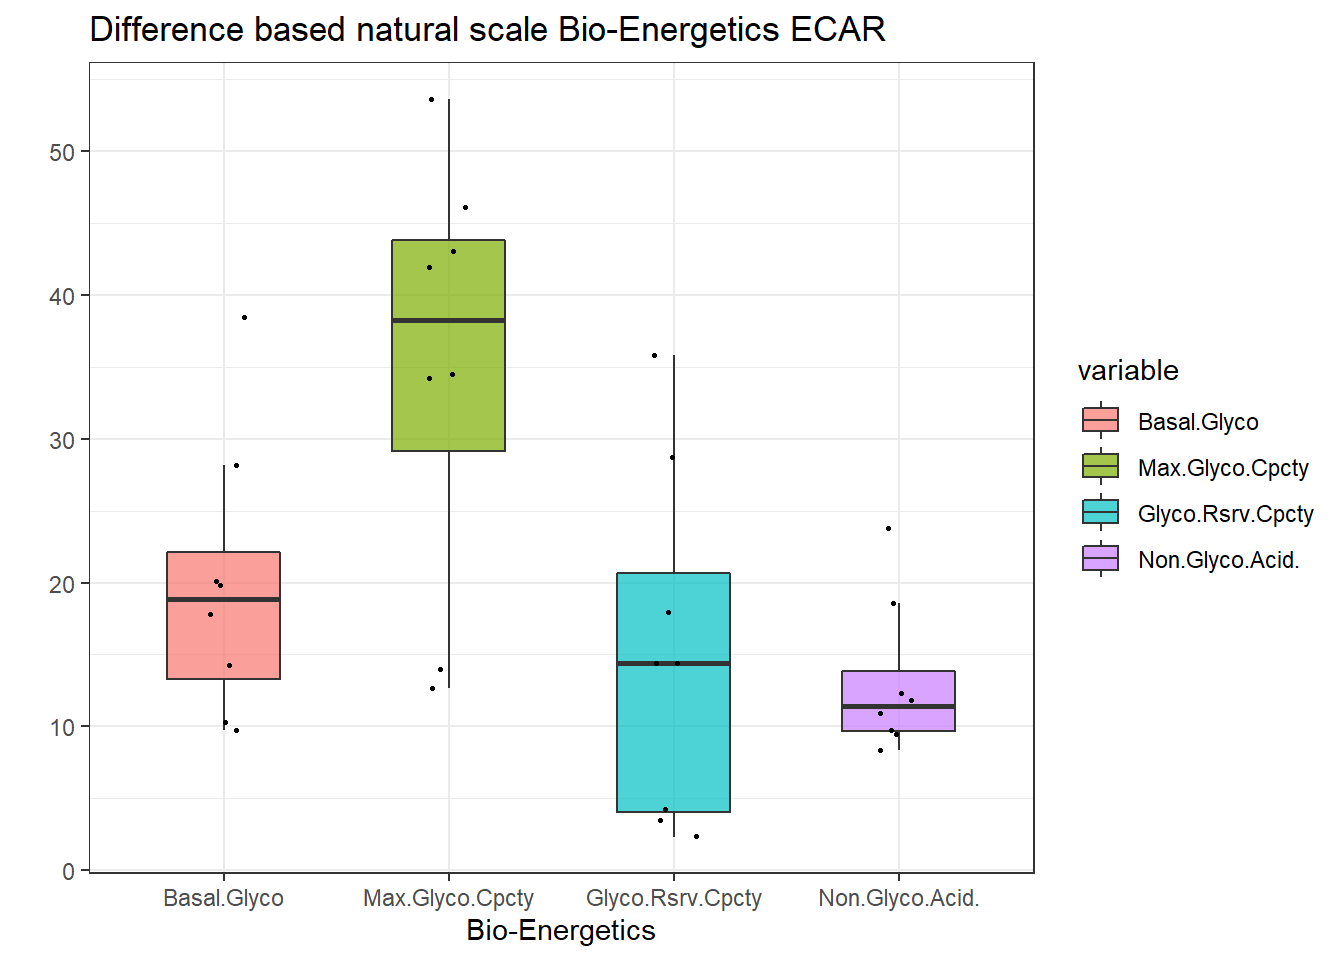 Difference based natural scale Bio-Energetics ECAR
50
40
30
20
10
0
Basal.Glyco
Max.Glyco.Cpcty
Glyco.Rsrv.Cpcty
Non.Glyco.Acid.
Bio-Energetics
variable
Basal.Glyco
Max.Glyco.Cpcty
Glyco.Rsrv.Cpcty
Non.Glyco.Acid.